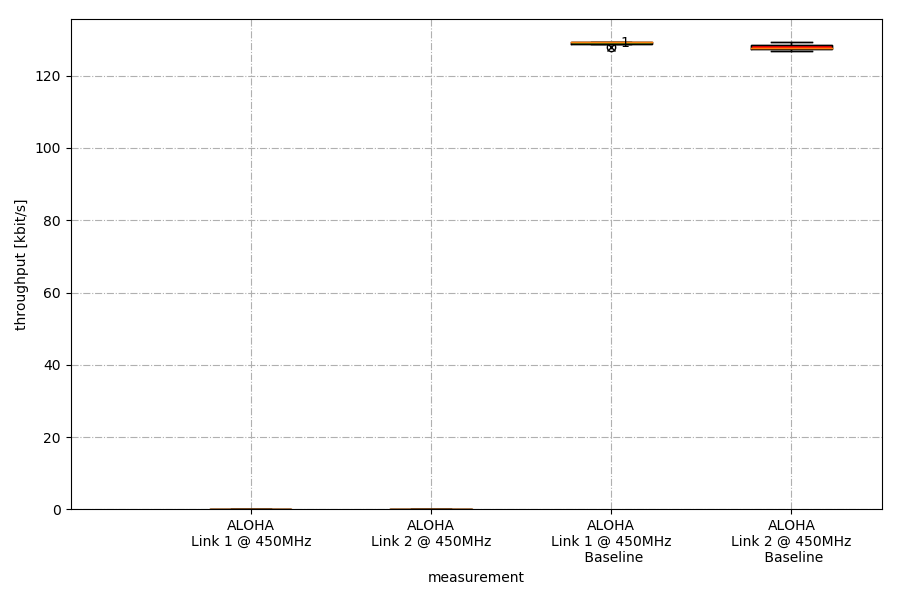 throughput [kbit/s]
120
100
80
60
40
20
0
1
ALOHA
Link 1 @ 450MHz
ALOHA
Link 2 @ 450MHz
ALOHA
Link 1 @ 450MHz
Baseline
ALOHA
Link 2 @ 450MHz
Baseline
measurement